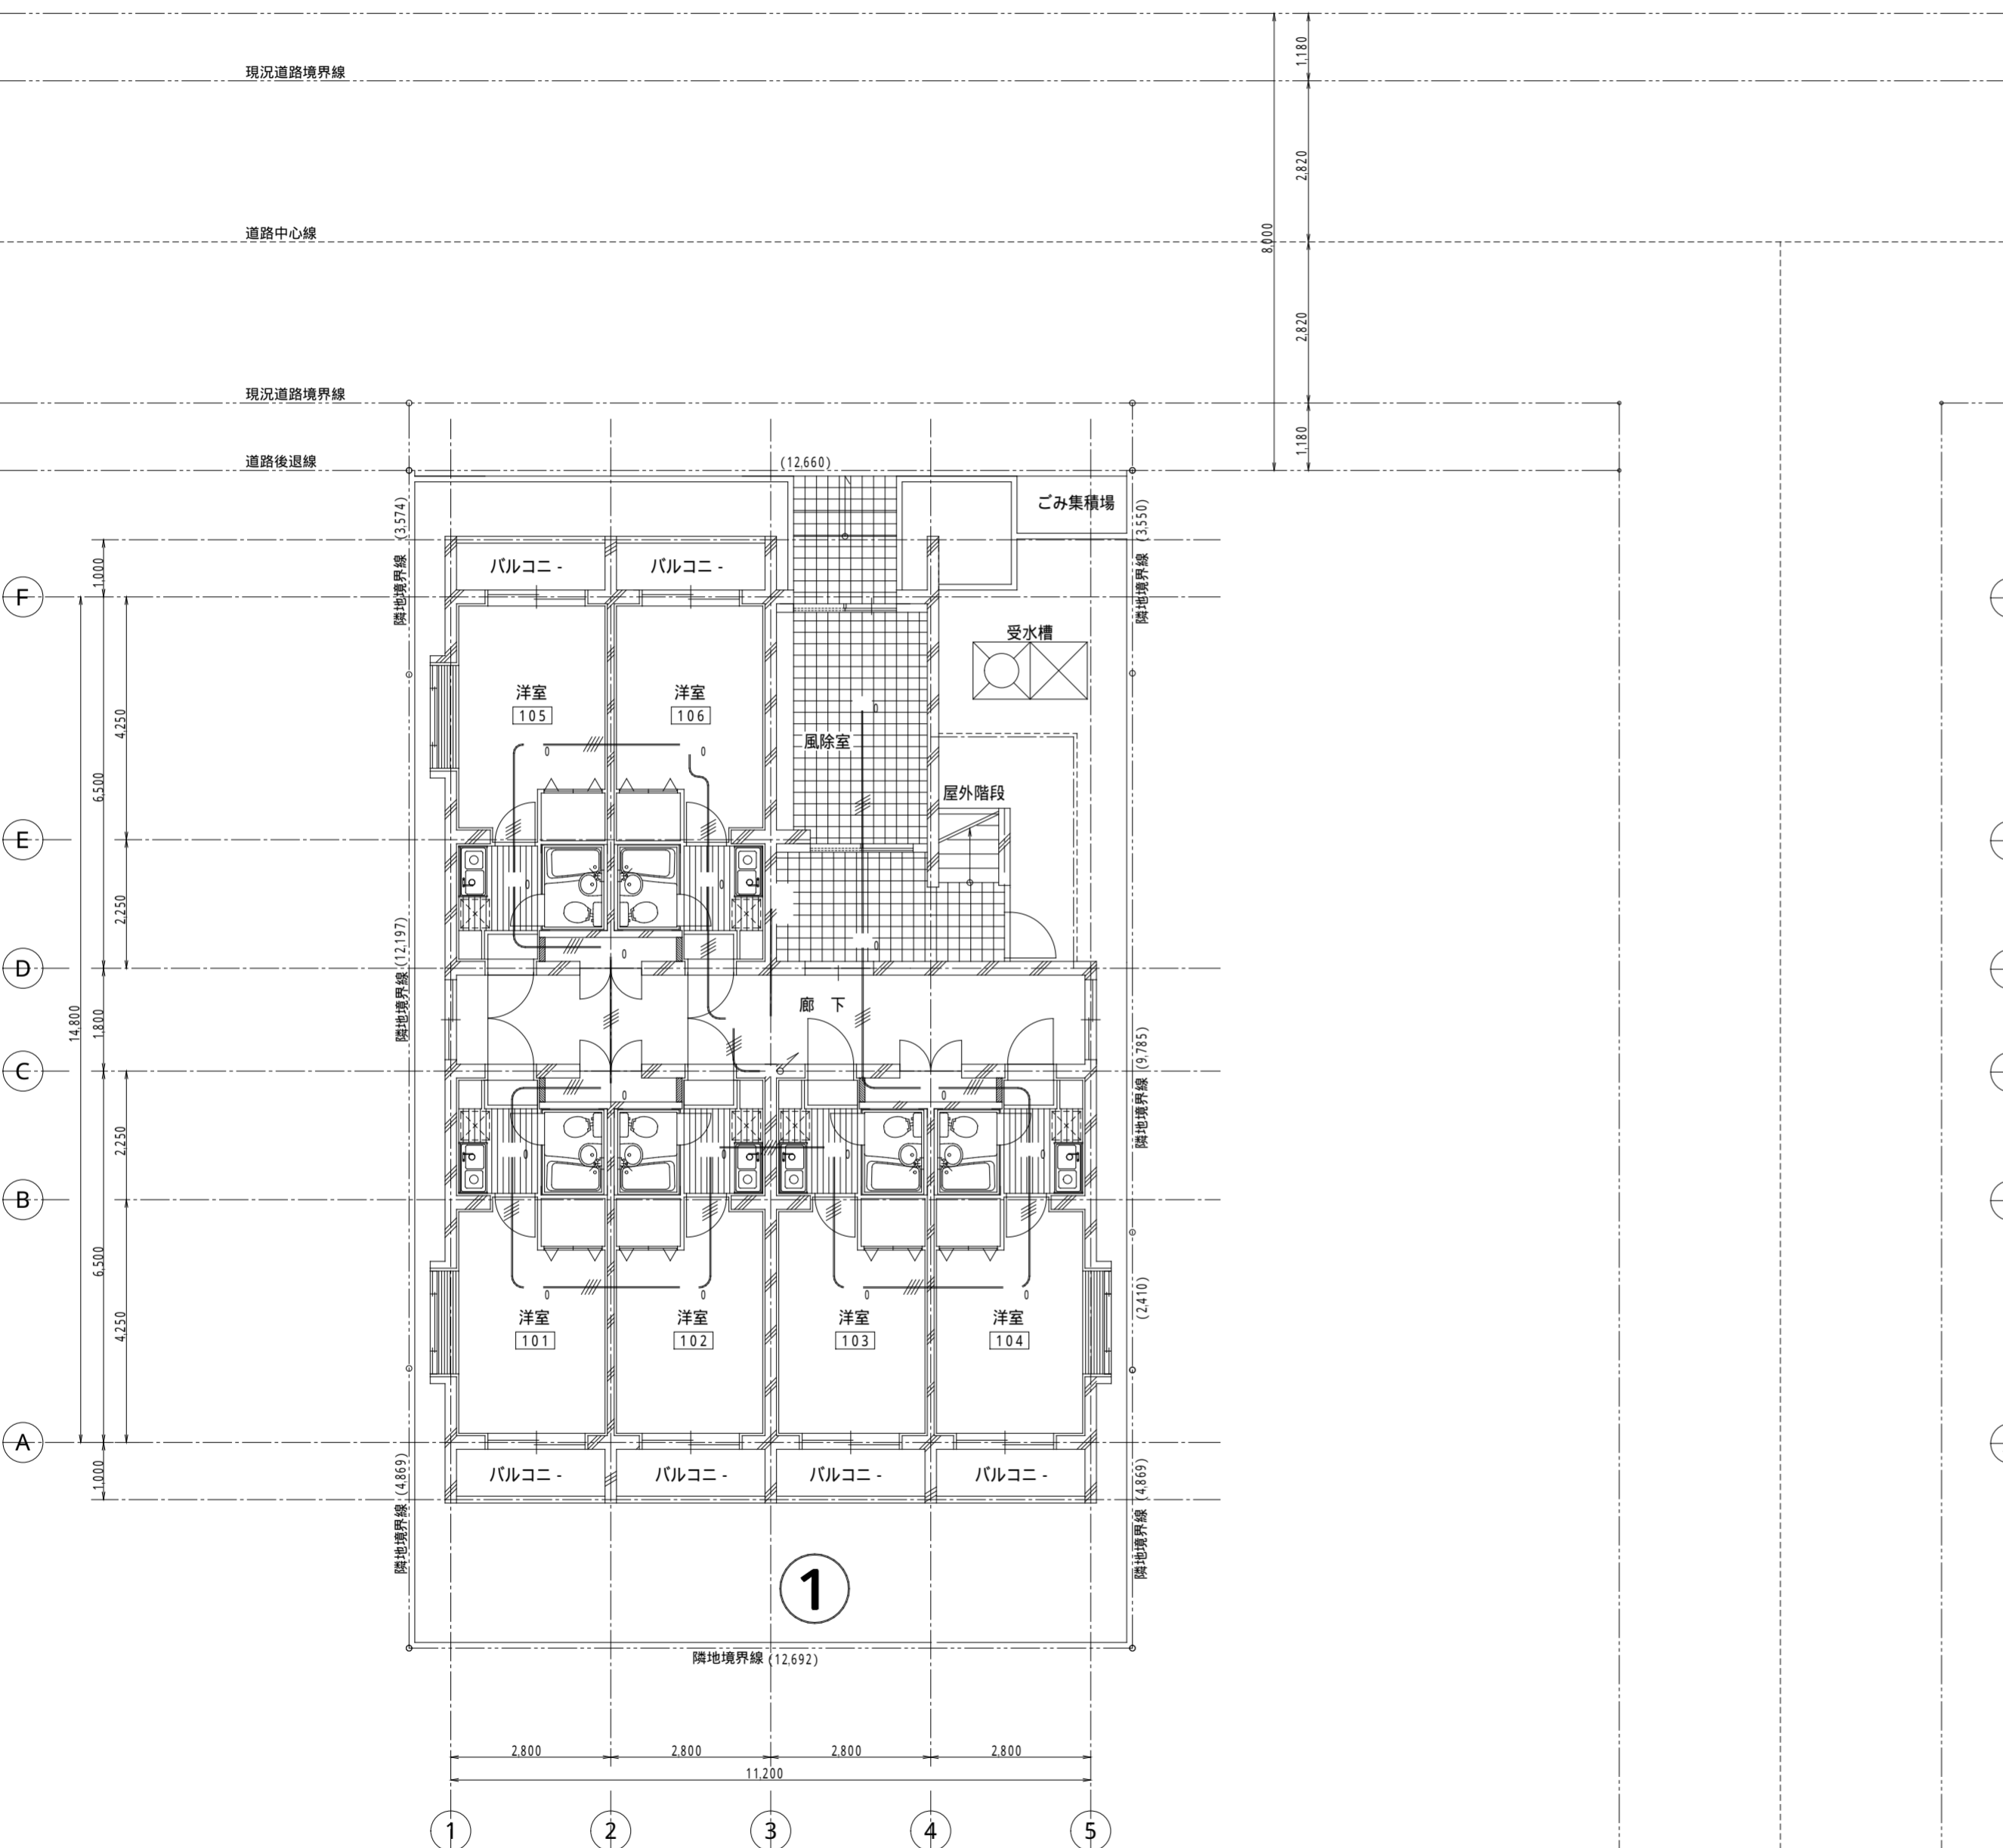 1,180
現況道路境界線
2,820
道路中心線
8,000
2,820
現況道路境界線
1,180
道路後退線
(12,660)
ごみ集積場
隣地境界線 (3,574)
隣地境界線 (3,550)
1,000
バルコニ -
バルコニ -
F
受水槽
洋室
105
洋室
106
4,250
風除室
6,500
屋外階段
E
2,250
隣地境界線 (12,197)
D
廊 下
14,800
1,800
隣地境界線 (9,785)
C
2,250
B
6,500
4,250
(2,410)
洋室
101
洋室
102
洋室
103
洋室
104
A
1,000
バルコニ -
バルコニ -
バルコニ -
バルコニ -
隣地境界線 (4,869)
隣地境界線 (4,869)
1
隣地境界線 (12,692)
2,800
2,800
2,800
2,800
11,200
1
2
3
4
5